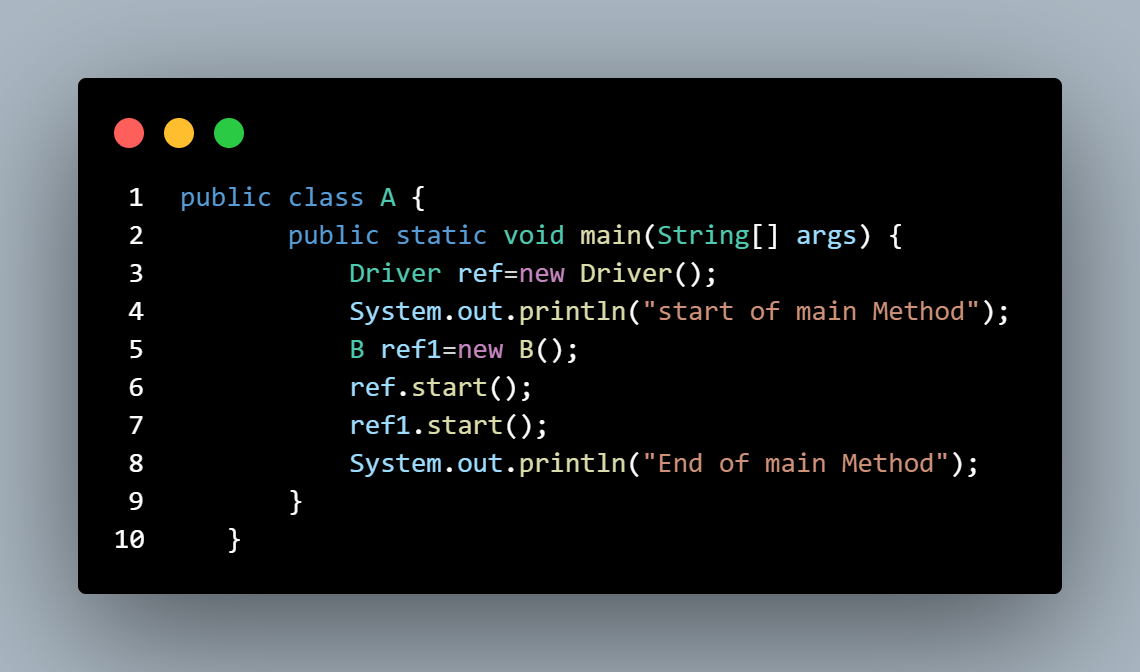 1 public class A {
2 public static void main(String[] args) {
3 Driver ref=new Driver();
4 System.out.println("start of main Method");
5 B ref1=new B();
6 ref.start();
7 ref1.start();
8 System.out.println("End of main Method");
9 }
10 }